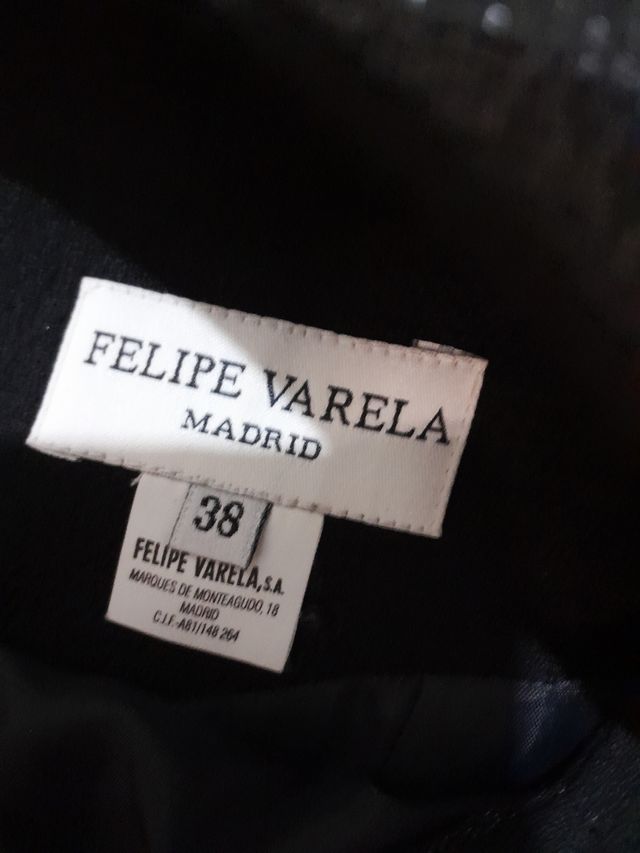 FELIPE VARELA
MADRID
38
FELIPE VARELA, S.A.
MARQUES DE MONTEAGUDO, 18
MADRID
C.I.F.-A81/148 264